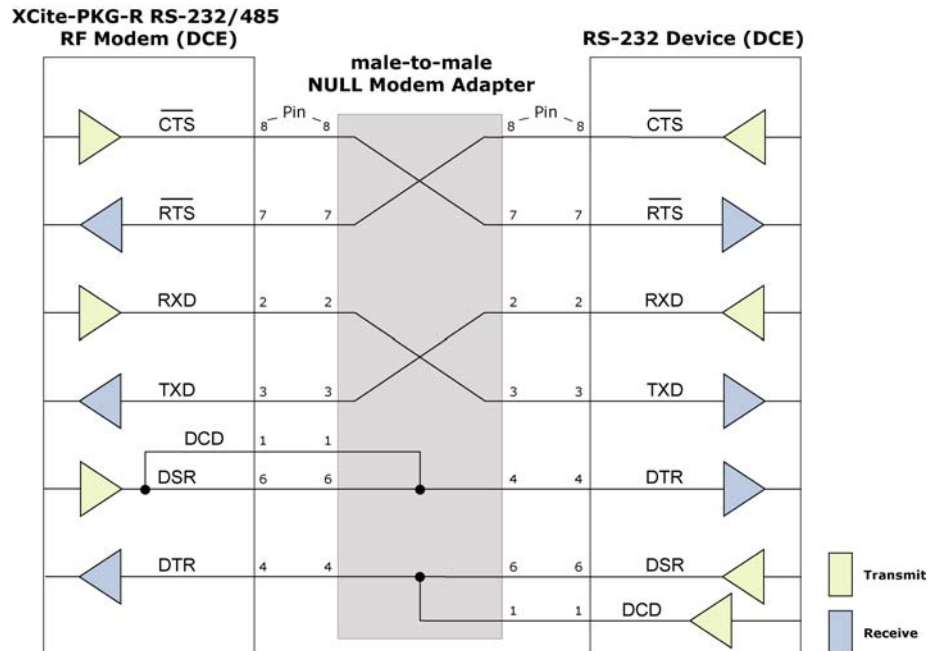 XCite-PKG-R RS-232/485
RF Modem (DCE)
male-to-male
NULL Modem Adapter
RS-232 Device (DCE)
CTS 8 Pin 8 8 Pin 8 CTS
RTS 7 7 7 7 RTS
RXD 2 2 2 2 RXD
TXD 3 3 3 3 TXD
DCD 1 1
DSR 6 6 4 4 DTR
DTR 4 4 6 6 DSR
1 1 DCD
Transmit
Receive